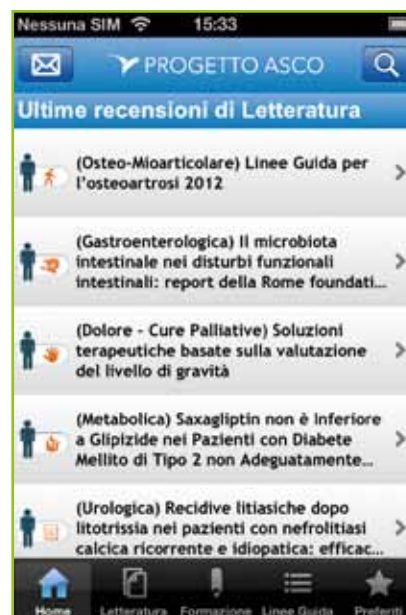 Nessuna SIM 15:33
PROGETTO ASCO
Ultime recensioni di Letteratura
(Osteo-Mioarticolare) Linee Guida per
l'osteoartrosi 2012
(Gastroenterologica) Il microbiota
intestinale nei disturbi funzionali
intestinali: report della Rome foundati...
(Dolore - Cure Palliative) Soluzioni
terapeutiche basate sulla valutazione
del livello di gravità
(Metabolica) Saxagliptin non è Inferiore
a Glipizide nei Pazienti con Diabete
Mellito di Tipo 2 non Adeguatamente...
(Urologica) Recidive litiasiche dopo
litotrissia nei pazienti con nefrolitiasi
calcica ricorrente e idiopatica: efficac...
Home Letteratura Formazione Linee Guida Preferiti